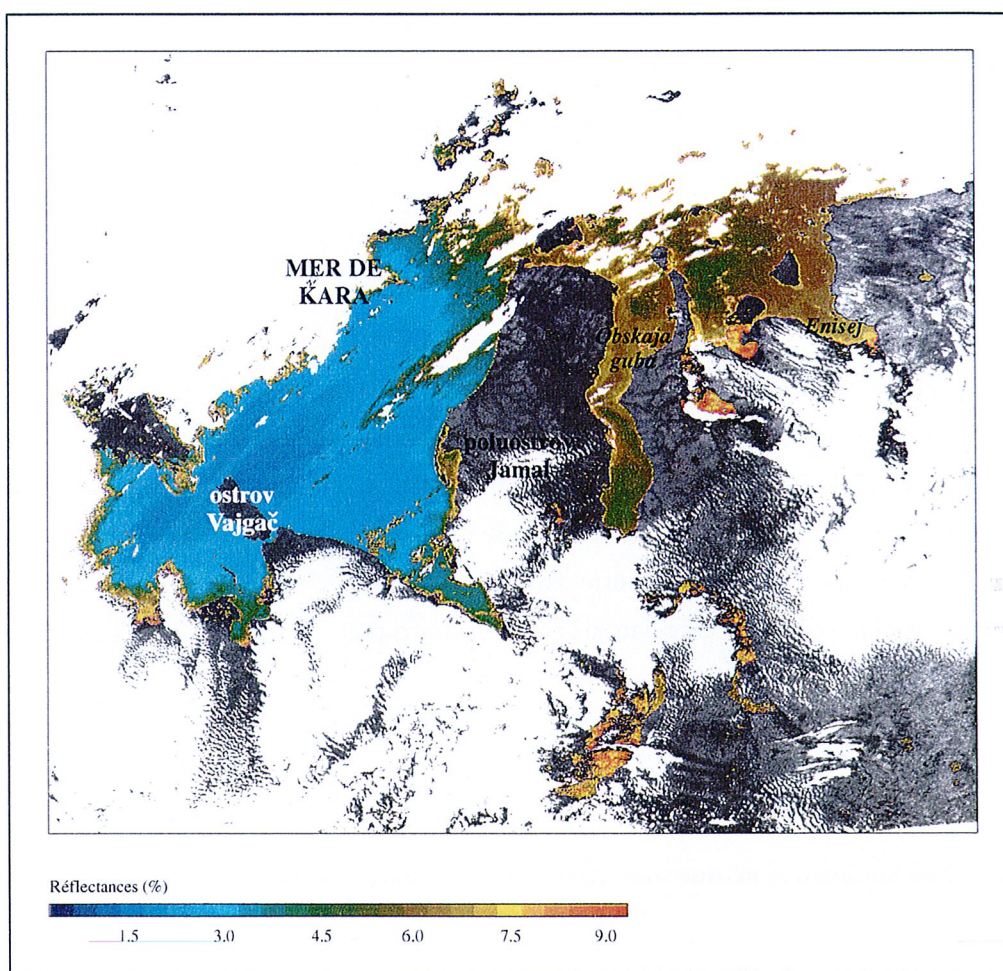 MER DE
KARA
Obskaja
guba
Enisej
poluostrov
Jamal
ostrov
Vajgač
Réflectances (%)
1.5 3.0 4.5 6.0 7.5 9.0